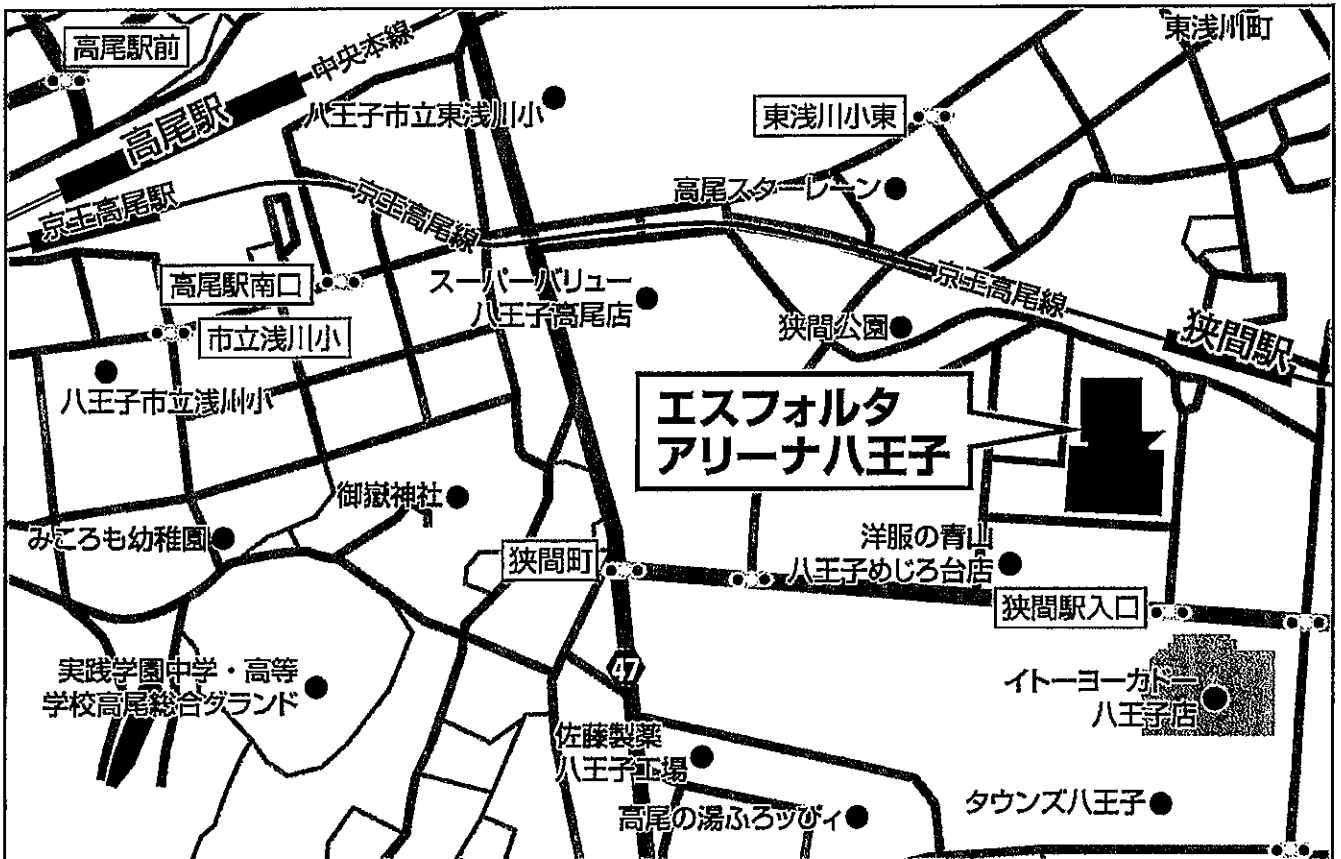 高尾駅前
中央本線
東浅川町
高尾駅
八王子市立東浅川小
東浅川小東
京王高尾駅
京王高尾線
高尾スターレーン
高尾駅南口
スーパーバリュー
八王子高尾店
京王高尾線
市立浅川小
狭間公園
狭間駅
八王子市立浅川小
エスフォルタ
アリーナ八王子
御嶽神社
みころも幼稚園
狭間町
洋服の青山
八王子めじろ台店
狭間駅入口
実践学園中学・高等
学校高尾総合グランド
47
イトーヨーカドー
八王子店
佐藤製薬
八王子工場
タウンズ八王子
高尾の湯ふろッぴィ